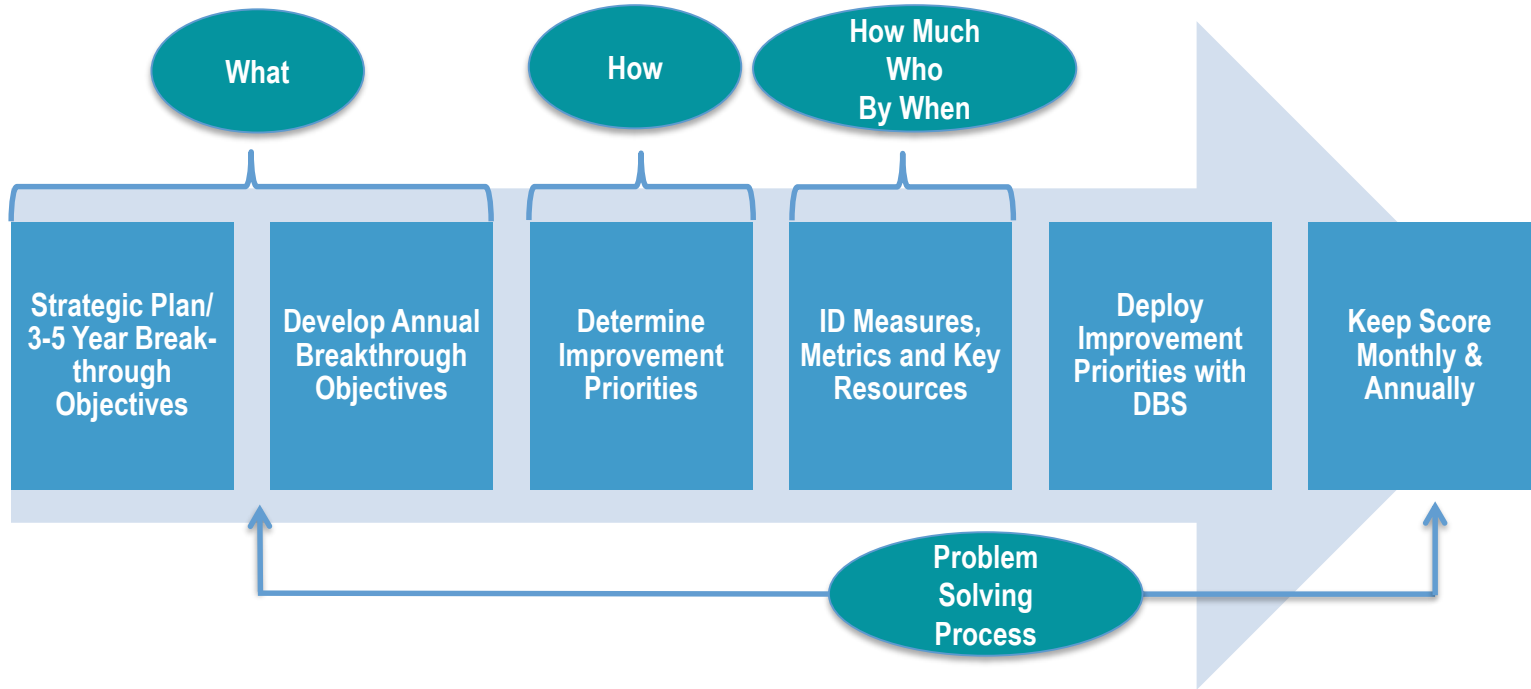 What
How
How Much
Who
By When
Strategic Plan/
3-5 Year Break-
through
Objectives
Develop Annual
Breakthrough
Objectives
Determine
Improvement
Priorities
ID Measures,
Metrics and Key
Resources
Deploy
Improvement
Priorities with
DBS
Keep Score
Monthly &
Annually
Problem
Solving
Process